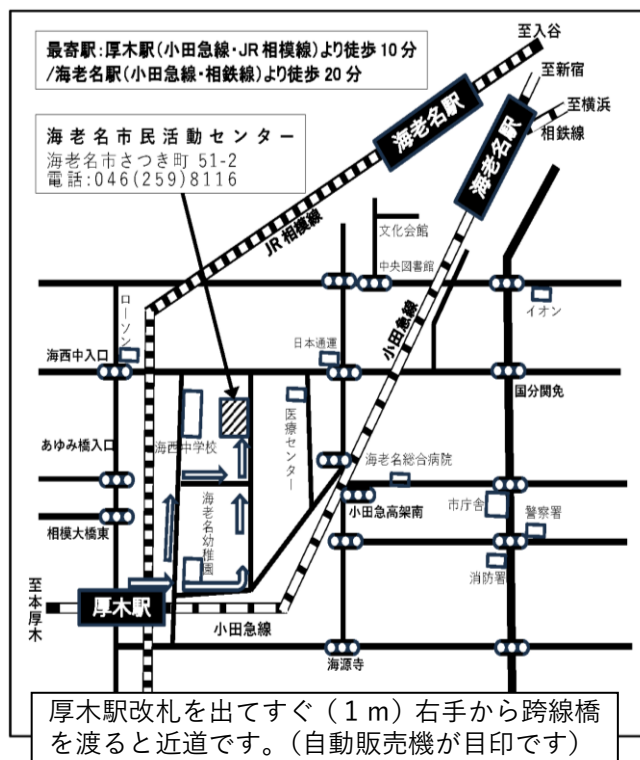 最寄駅:厚木駅(小田急線・JR相模線)より徒歩10分
/海老名駅(小田急線・相鉄線)より徒歩20分
至入谷
至新宿
至横浜
相鉄線
海老名駅
海老名駅
海老名市民活動センター
海老名市さつき町 51-2
電話:046(259)8116
JR相模線
文化会館
中央図書館
小田急線
イオン
ローソン
日本通運
海西中入口
国分関免
医療センター
海西中学校
あゆみ橋入口
海老名総合病院
小田急高架南
市庁舎
警察署
相模大橋東
海老名幼稚園
消防署
至本厚木
厚木駅
小田急線
海源寺
厚木駅改札を出てすぐ(1m)右手から跨線橋
を渡ると近道です。(自動販売機が目印です)